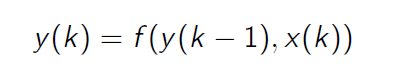 y(k) = f(y(k − 1), x(k))